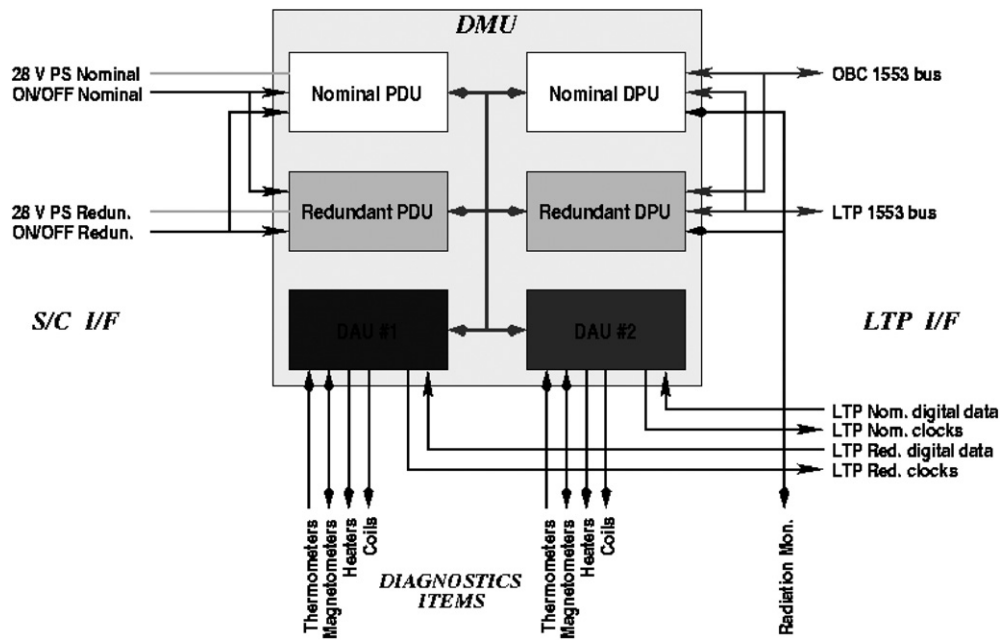 DMU
28 V PS Nominal
ON/OFF Nominal
Nominal PDU
Nominal DPU
OBC 1553 bus
28 V PS Redun.
ON/OFF Redun.
Redundant PDU
Redundant DPU
LTP 1553 bus
S/C I/F
DAU #1
DAU #2
LTP I/F
LTP Nom. digital data
LTP Nom. clocks
LTP Red. digital data
LTP Red. clocks
Thermometers
Magnetometers
Heaters
Coils
DIAGNOSTICS
ITEMS
Thermometers
Magnetometers
Heaters
Coils
Radiation Mon.